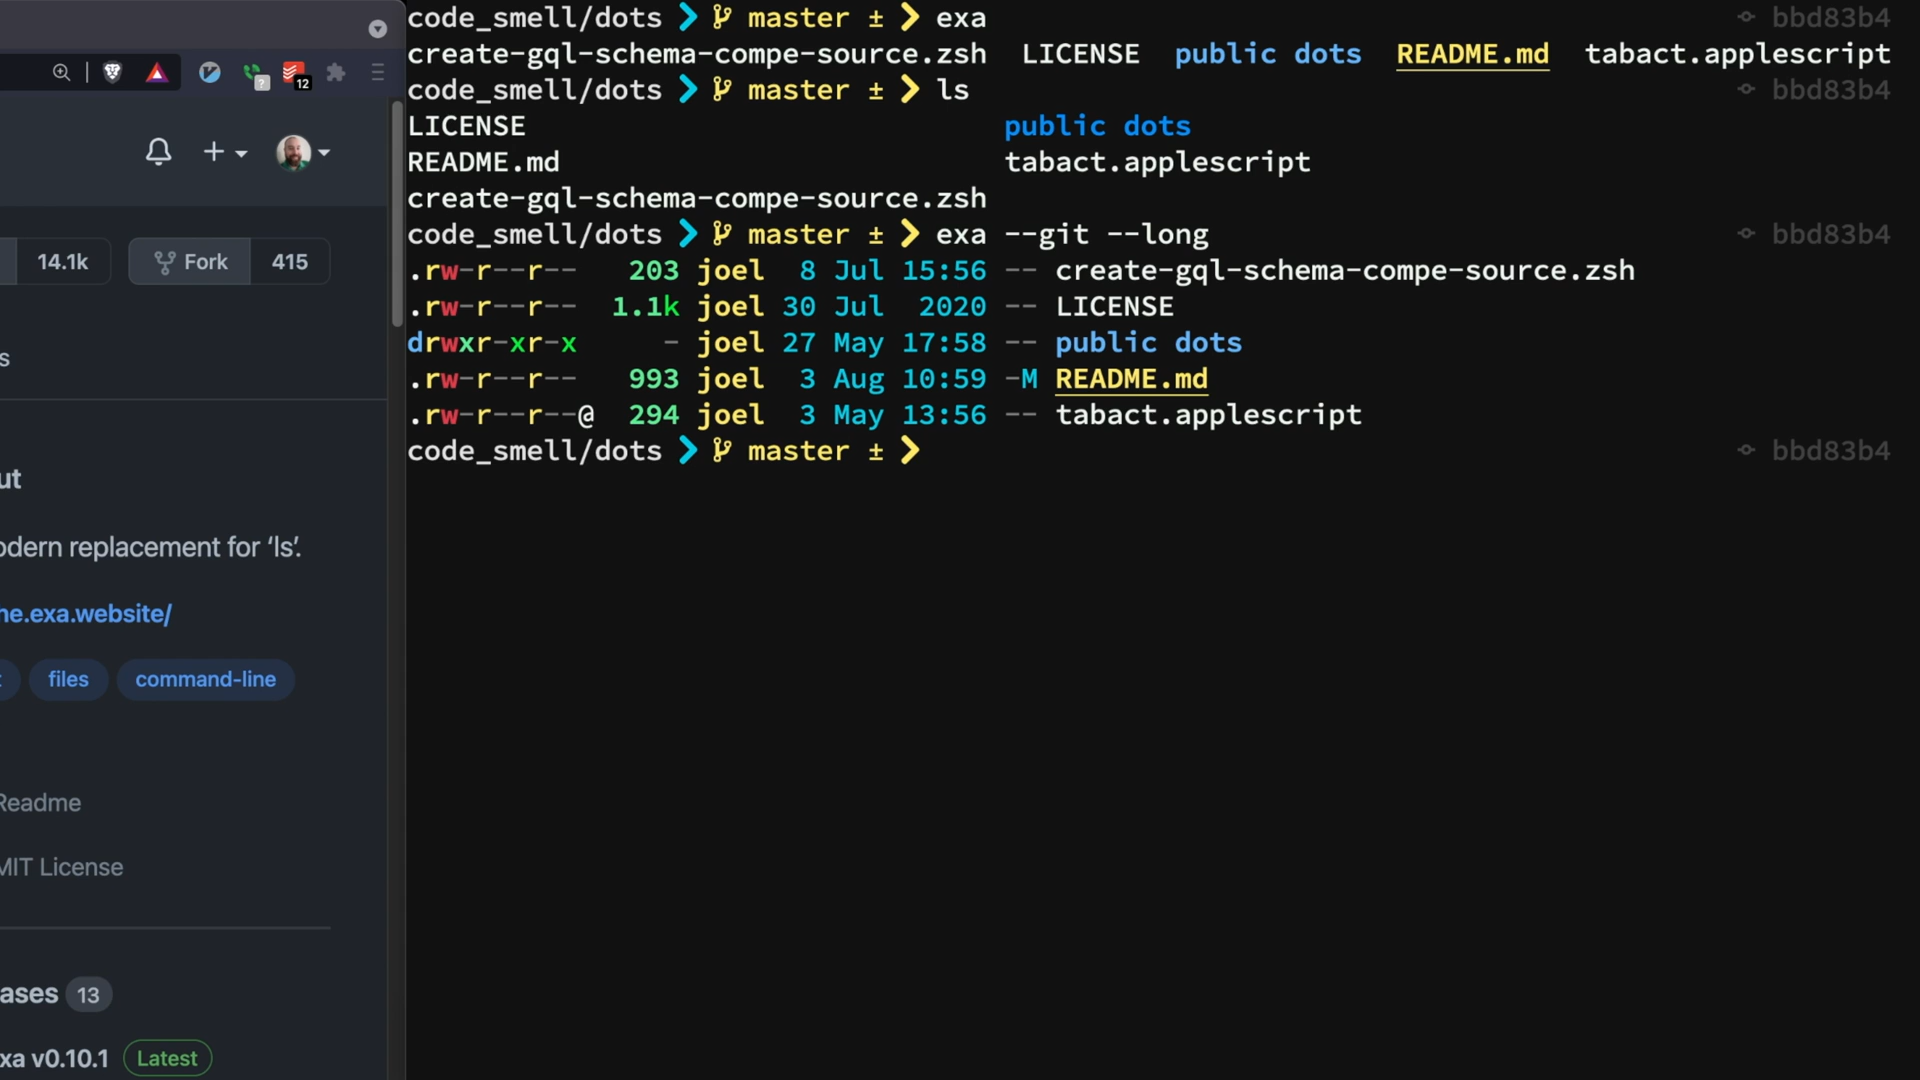 12
?
14.1k
Fork 415
s
ut
odern replacement for ‘ls’.
ne.exa.website/
files command-line
Readme
MIT License
ases 13
xa v0.10.1 Latest
code_smell/dots ❯ master ± ❯ exa bbd83b4
create-gql-schema-compe-source.zsh LICENSE public dots README.md tabact.applescript
code_smell/dots ❯ master ± ❯ ls bbd83b4
LICENSE public dots
README.md tabact.applescript
create-gql-schema-compe-source.zsh
code_smell/dots ❯ master ± ❯ exa --git --long bbd83b4
.rw-r--r-- 203 joel 8 Jul 15:56 -- create-gql-schema-compe-source.zsh
.rw-r--r-- 1.1k joel 30 Jul 2020 -- LICENSE
drwxr-xr-x - joel 27 May 17:58 -- public dots
.rw-r--r-- 993 joel 3 Aug 10:59 -M README.md
.rw-r--r--@ 294 joel 3 May 13:56 -- tabact.applescript
code_smell/dots ❯ master ± ❯ bbd83b4